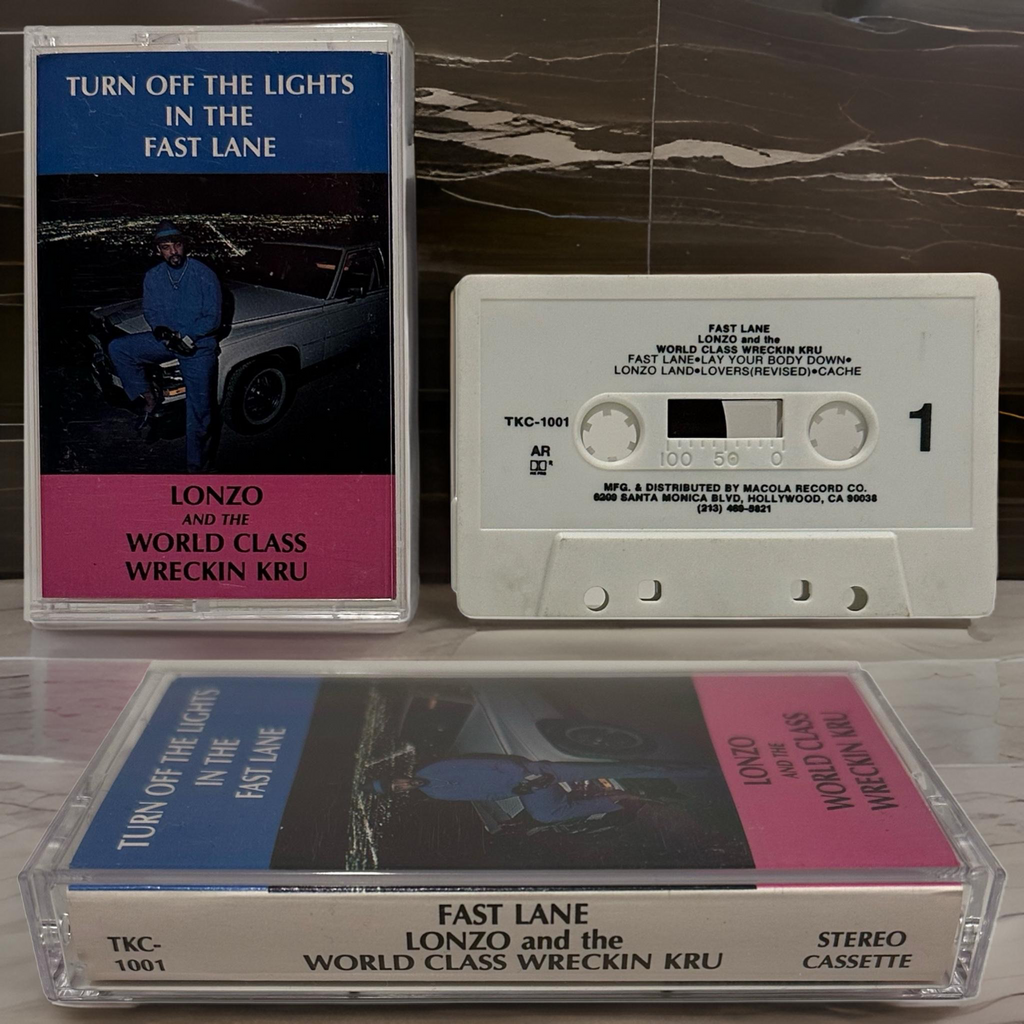 TURN OFF THE LIGHTS
IN THE
FAST LANE
LONZO
AND THE
WORLD CLASS
WRECKIN KRU
FAST LANE
LONZO and the
WORLD CLASS WRECKIN KRU
FAST LANE•LAY YOUR BODY DOWN•
LONZO LAND•LOVERS(REVISED)•CACHE
TKC-1001
AR
1
100 50 0
MFG. & DISTRIBUTED BY MACOLA RECORD CO.
6209 SANTA MONICA BLVD, HOLLYWOOD, CA 90038
(213)
TURN OFF THE LIGHTS
IN THE
FAST LANE
LONZO
AND THE
WORLD CLASS
WRECKIN KRU
TKC-
1001
FAST LANE
LONZO and the
WORLD CLASS WRECKIN KRU
STEREO
CASSETTE